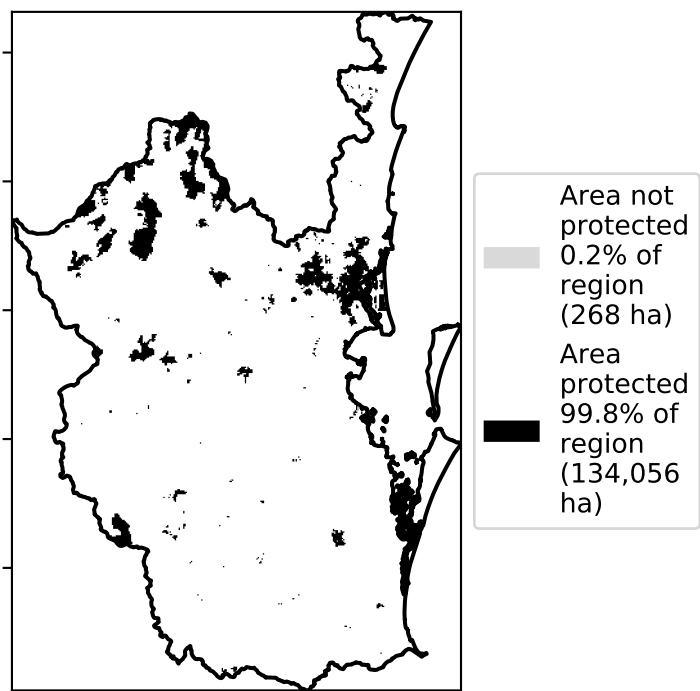 Area not
protected
0.2% of
region
(268 ha)
Area
protected
99.8% of
region
(134,056
ha)